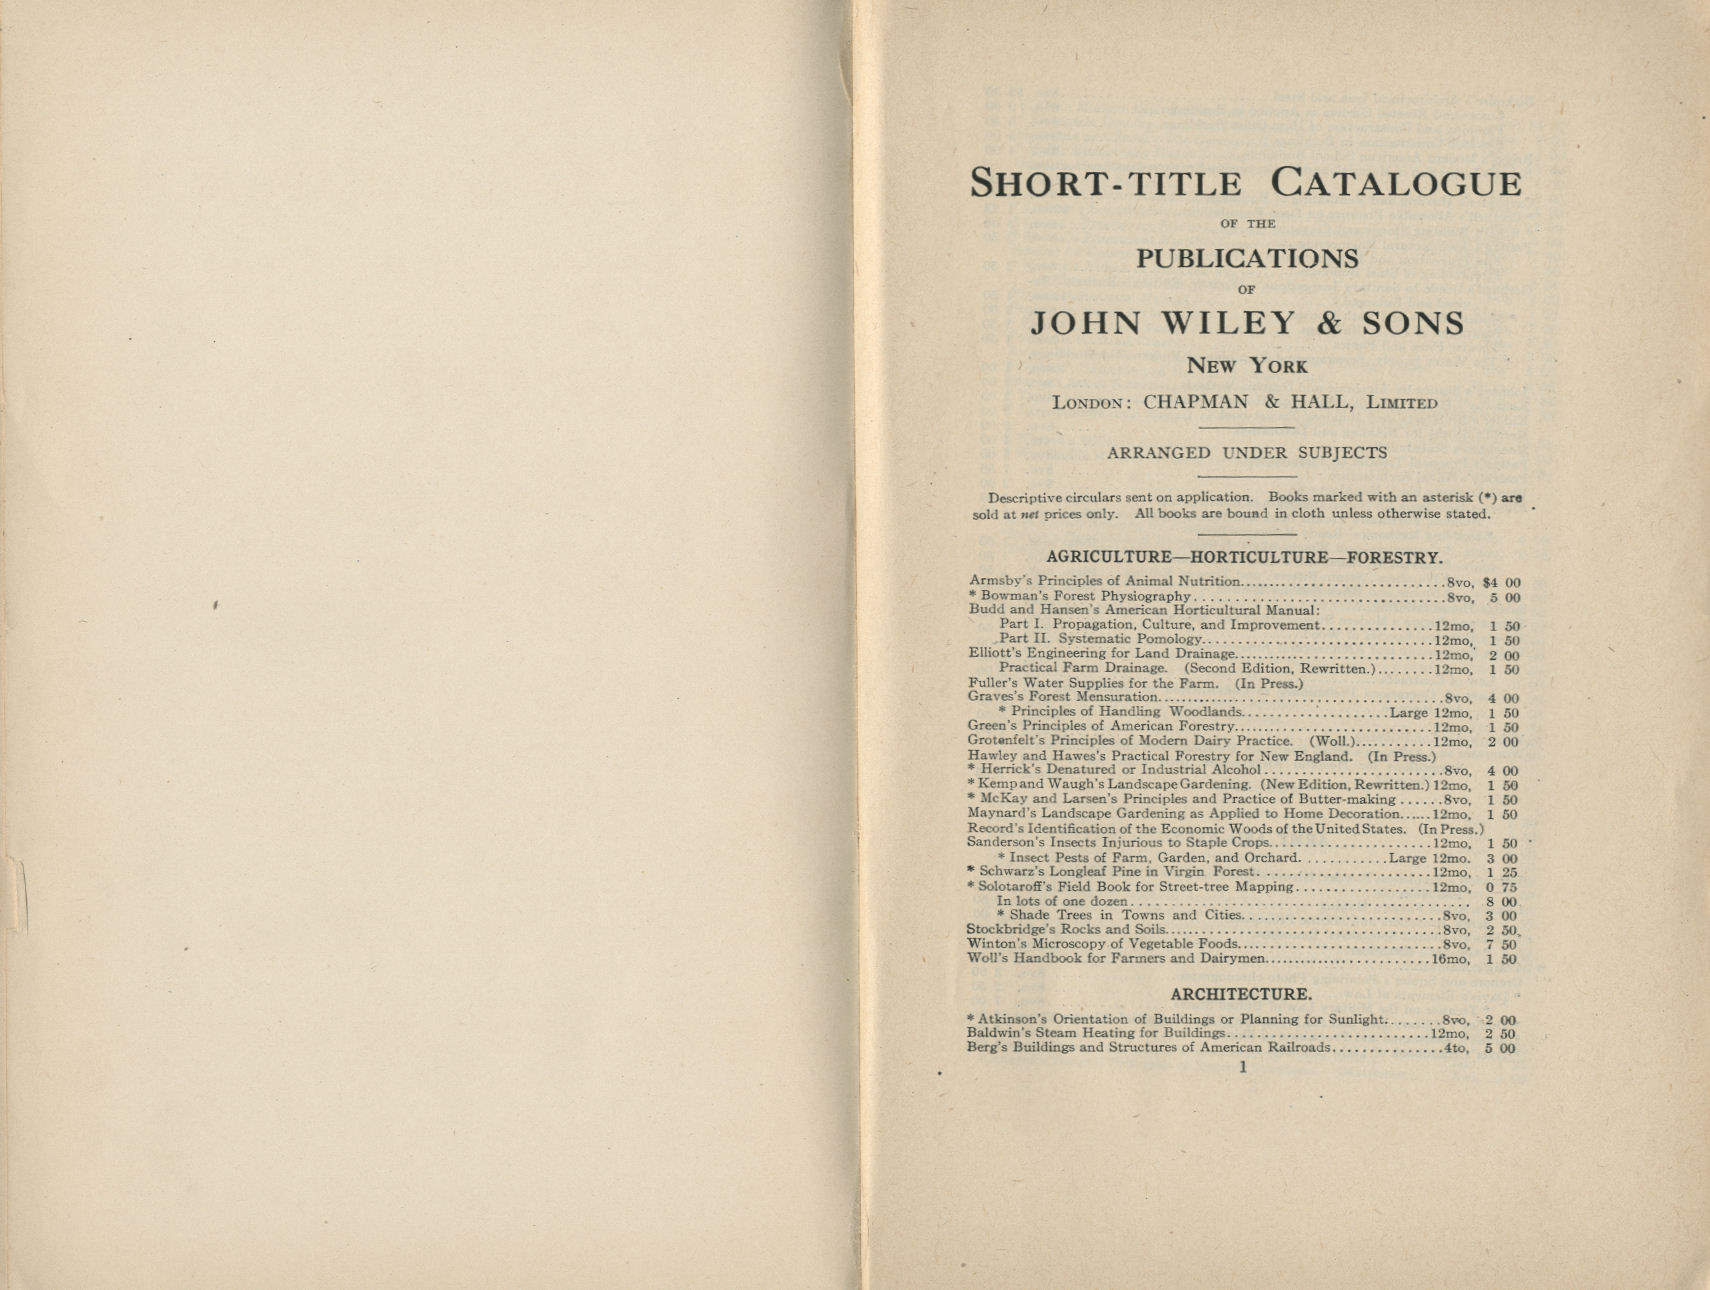 SHORT-TITLE CATALOGUE
OF THE
PUBLICATIONS
OF
JOHN WILEY & SONS
NEW YORK
LONDON: CHAPMAN & HALL, LIMITED
ARRANGED UNDER SUBJECTS
Descriptive circulars sent on application. Books marked with an asterisk (*) are
sold at net prices only. All books are bound in cloth unless otherwise stated.
AGRICULTURE—HORTICULTURE—FORESTRY.
Armsby's Principles of Animal Nutrition..............................8vo, $4 00
* Bowman's Forest Physiography....................................8vo, 5 00
Budd and Hansen's American Horticultural Manual:
Part I. Propagation, Culture, and Improvement..............12mo, 1 50
Part II. Systematic Pomology................................12mo, 1 50
Elliott's Engineering for Land Drainage...........................12mo, 2 00
Practical Farm Drainage. (Second Edition, Rewritten.)........12mo, 1 50
Fuller's Water Supplies for the Farm. (In Press.)
Graves's Forest Mensuration........................................8vo, 4 00
* Principles of Handling Woodlands.....................Large 12mo, 1 50
Green's Principles of American Forestry...........................12mo, 1 50
Grotenfelt's Principles of Modern Dairy Practice. (Woll.)...........12mo, 2 00
Hawley and Hawes's Practical Forestry for New England. (In Press.)
* Herrick's Denatured or Industrial Alcohol..........................8vo, 4 00
* Kemp and Waugh's Landscape Gardening. (New Edition, Rewritten.) 12mo, 1 50
* McKay and Larsen's Principles and Practice of Butter-making ......8vo, 1 50
Maynard's Landscape Gardening as Applied to Home Decoration......12mo, 1 50
Record's Identification of the Economic Woods of the United States. (In Press.)
Sanderson's Insects Injurious to Staple Crops.......................12mo, 1 50
* Insect Pests of Farm, Garden, and Orchard. ...........Large 12mo. 3 00
* Schwarz's Longleaf Pine in Virgin Forest.........................12mo, 1 25
* Solotaroff's Field Book for Street-tree Mapping...................12mo, 0 75
In lots of one dozen............................................. 8 00
* Shade Trees in Towns and Cities............................8vo, 3 00
Stockbridge's Rocks and Soils.......................................8vo, 2 50
Winton's Microscopy of Vegetable Foods.............................8vo, 7 50
Woll's Handbook for Farmers and Dairymen........................16mo, 1 50
ARCHITECTURE.
* Atkinson's Orientation of Buildings or Planning for Sunlight........8vo, 2 00
Baldwin's Steam Heating for Buildings.............................12mo, 2 50
Berg's Buildings and Structures of American Railroads................4to, 5 00
1